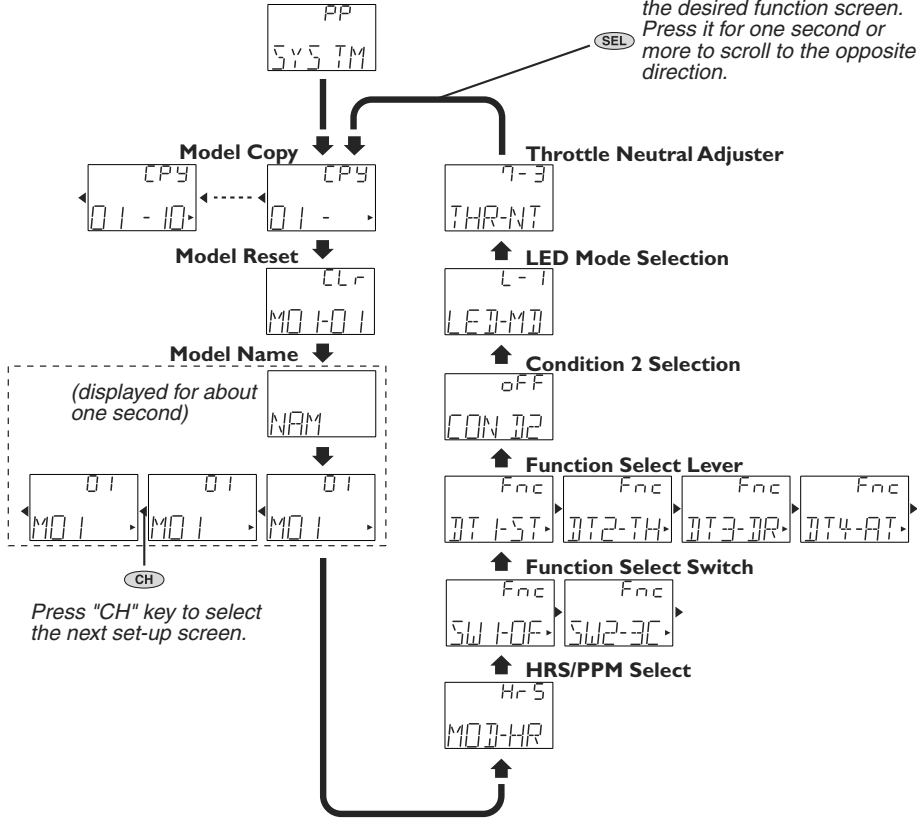 PP
SYSTM
the desired function screen.
SEL
Press it for one second or
more to scroll to the opposite
direction.
Model Copy
CPY
01 -10
CPY
01 -
Model Reset
CLr
M01-01
Model Name
(displayed for about
one second)
NAM
01
M01
01
M01
01
M01
CH
Press "CH" key to select
the next set-up screen.
Throttle Neutral Adjuster
7-3
THR-NT
LED Mode Selection
L-1
LED-MD
Condition 2 Selection
oFF
COND2
Function Select Lever
Fnc
DT1-ST
Fnc
DT2-TH
Fnc
DT3-DR
Fnc
DT4-AT
Function Select Switch
Fnc
SW1-OF
Fnc
SW2-3C
HRS/PPM Select
HrS
MOD-HR